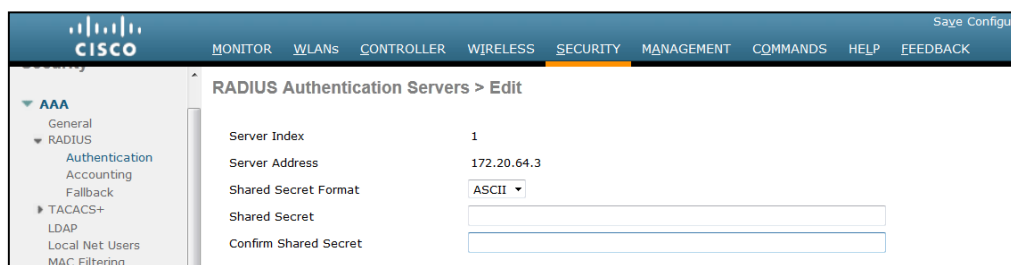 Save Configu
CISCO
MONITOR WLANs CONTROLLER WIRELESS SECURITY MANAGEMENT COMMANDS HELP FEEDBACK
Security
AAA
General
RADIUS
Authentication
Accounting
Fallback
TACACS+
LDAP
Local Net Users
MAC Filtering
RADIUS Authentication Servers > Edit
Server Index 1
Server Address 172.20.64.3
Shared Secret Format ASCII
Shared Secret
Confirm Shared Secret